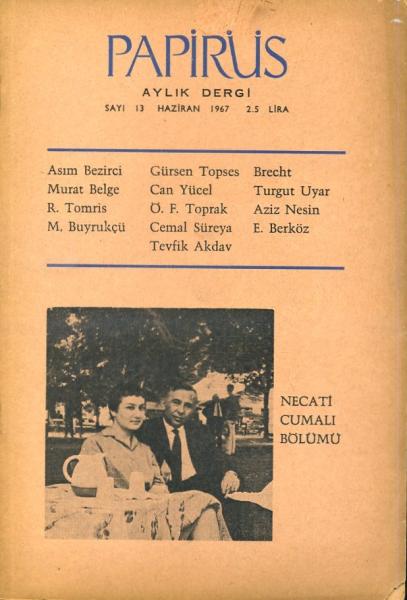 PAPİRÜS
AYLIK DERGİ
SAYI 13 HAZİRAN 1967 2.5 LİRA
Asım Bezirci Gürsen Topses Brecht
Murat Belge Can Yücel Turgut Uyar
R. Tomris Ö. F. Toprak Aziz Nesin
M. Buyrukçü Cemal Süreya E. Berköz
Tevfik Akdav
NECATİ
CUMALI
BÖLÜMÜ